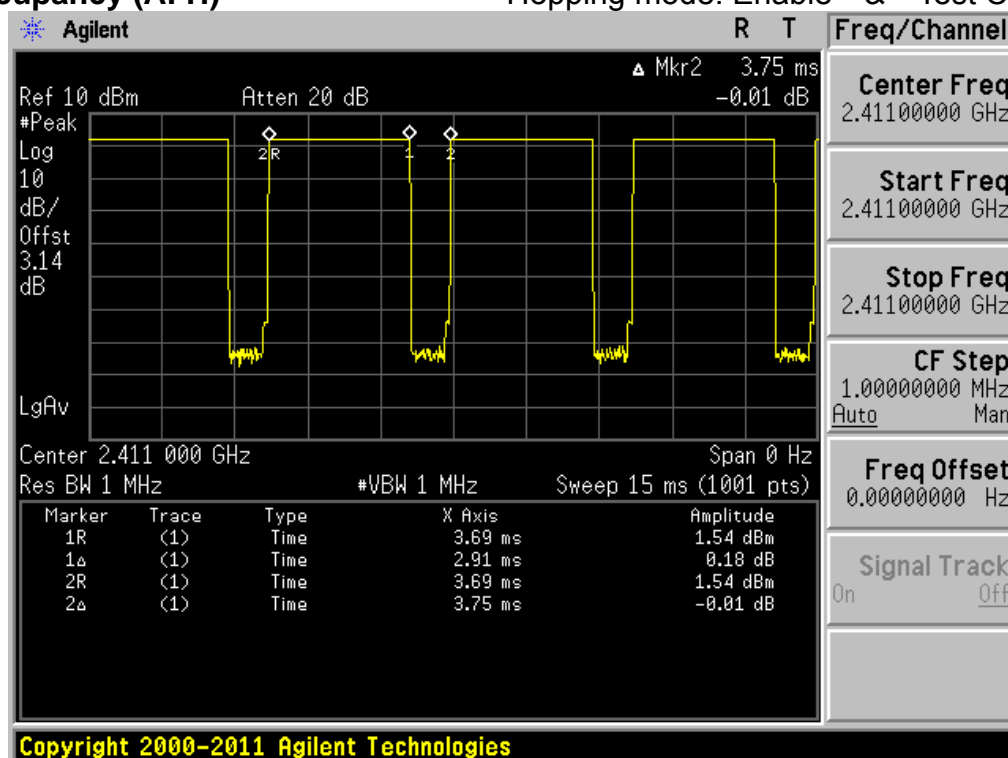 Hopping mode: Enable
Agilent R T Freq/Channel
Δ Mkr2 3.75 ms
Ref 10 dBm Atten 20 dB -0.01 dB
#Peak
Log
10
dB/
Offst
3.14
dB
LgAv
2R 1 2
Center 2.411 000 GHz Span 0 Hz
Res BW 1 MHz #VBW 1 MHz Sweep 15 ms (1001 pts)
Marker Trace Type X Axis Amplitude
1R (1) Time 3.69 ms 1.54 dBm
1Δ (1) Time 2.91 ms 0.18 dB
2R (1) Time 3.69 ms 1.54 dBm
2Δ (1) Time 3.75 ms -0.01 dB
Center Freq
2.41100000 GHz
Start Freq
2.41100000 GHz
Stop Freq
2.41100000 GHz
CF Step
1.00000000 MHz
Auto Man
Freq Offset
0.00000000 Hz
Signal Track
On Off
Copyright 2000-2011 Agilent Technologies